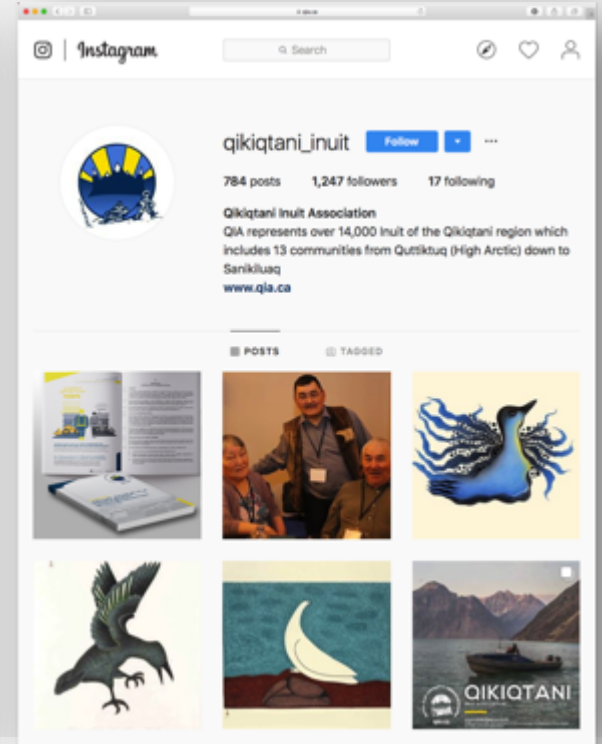 Instagram
Search
qikiqtani_inuit Follow
784 posts 1,247 followers 17 following
Qikiqtani Inuit Association
QIA represents over 14,000 Inuit of the Qikiqtani region which
includes 13 communities from Quttiktuq (High Arctic) down to
Sanikiluaq
www.qia.ca
POSTS TAGGED
QIKIQTANI